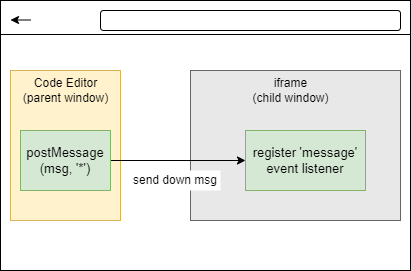 Code Editor
(parent window)
postMessage
(msg, '*')
send down msg
iframe
(child window)
register 'message'
event listener